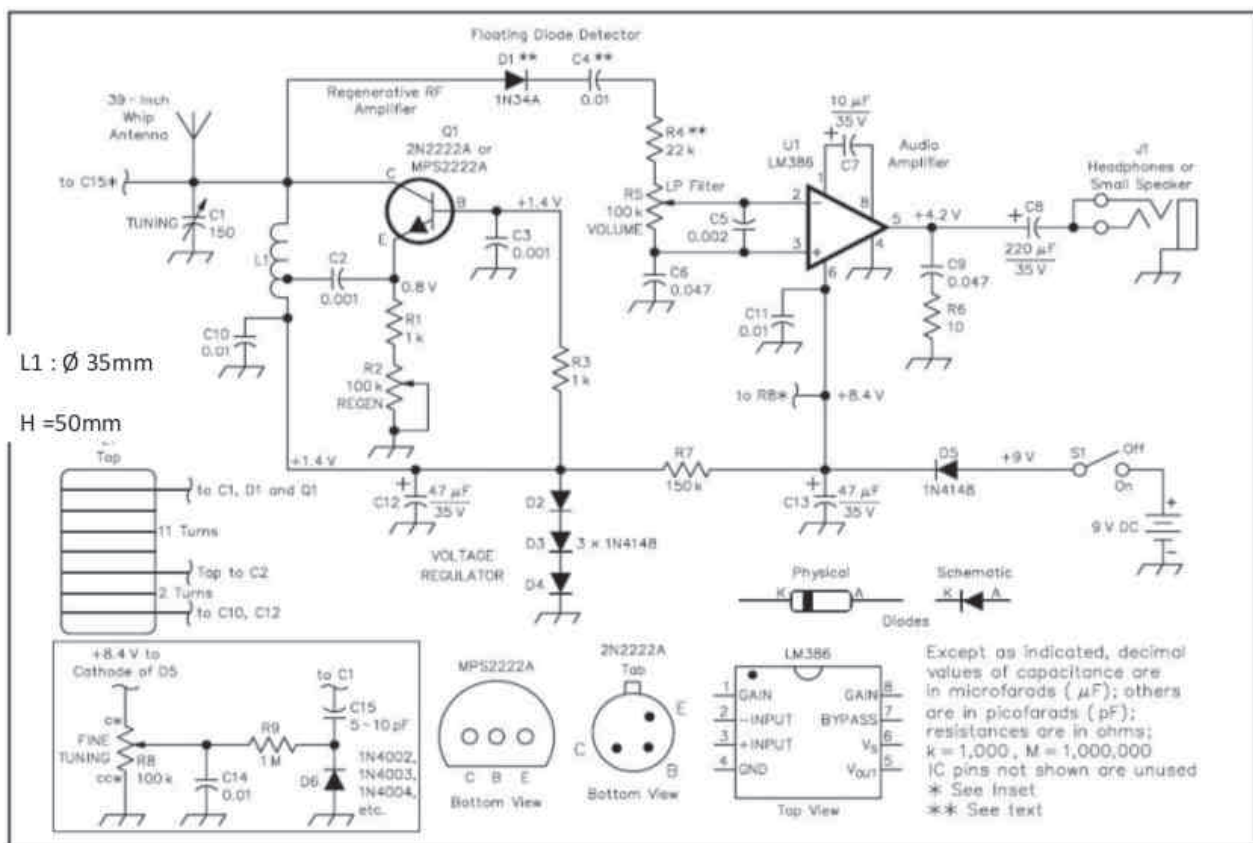 Floating Diode Detector
D1 **
1N34A
C4 **
0.01
Regenerative RF
Amplifier
39-Inch
Whip
Antenna
Q1
2N2222A or
MPS2222A
R4 **
22 k
U1
LM386
10 µF
35 V
+
C7
Audio
Amplifier
J1
Headphones or
Small Speaker
to C15*
C
B
E
+1.4 V
TUNING
C1
150
L1
C2
0.001
C3
0.001
0.8 V
R5
100 k
VOLUME
LP Filter
C5
0.002
C6
0.047
1
2
3
4
5
6
8
−
+
+4.2 V
+
C8
220 µF
35 V
C9
0.047
R6
10
C10
0.01
R1
1 k
R2
100 k
REGEN
R3
1 k
C11
0.01
to R8*
+8.4 V
L1 : Ø 35mm
H =50mm
Tap
to C1, D1 and Q1
11 Turns
Tap to C2
2 Turns
to C10, C12
+1.4 V
+
C12
47 µF
35 V
R7
150 k
+
C13
47 µF
35 V
D5
1N4148
+9 V
S1
Off
On
+
9 V DC
−
D2
D3
3 × 1N4148
D4
VOLTAGE
REGULATOR
Physical
K
A
Schematic
K
A
Diodes
+8.4 V to
Cathode of D5
cw
FINE
TUNING
ccw
R8
100 k
R9
1 M
C14
0.01
to C1
C15
5-10 pF
D6
1N4002,
1N4003,
1N4004,
etc.
MPS2222A
C B E
Bottom View
2N2222A
Tab
E
C
B
Bottom View
LM386
1 GAIN
2 −INPUT
3 +INPUT
4 GND
GAIN 8
BYPASS 7
VS 6
VOUT 5
Top View
Except as indicated, decimal
values of capacitance are
in microfarads ( µF); others
are in picofarads ( pF);
resistances are in ohms;
k = 1,000 , M = 1,000,000
IC pins not shown are unused
* See Inset
** See text